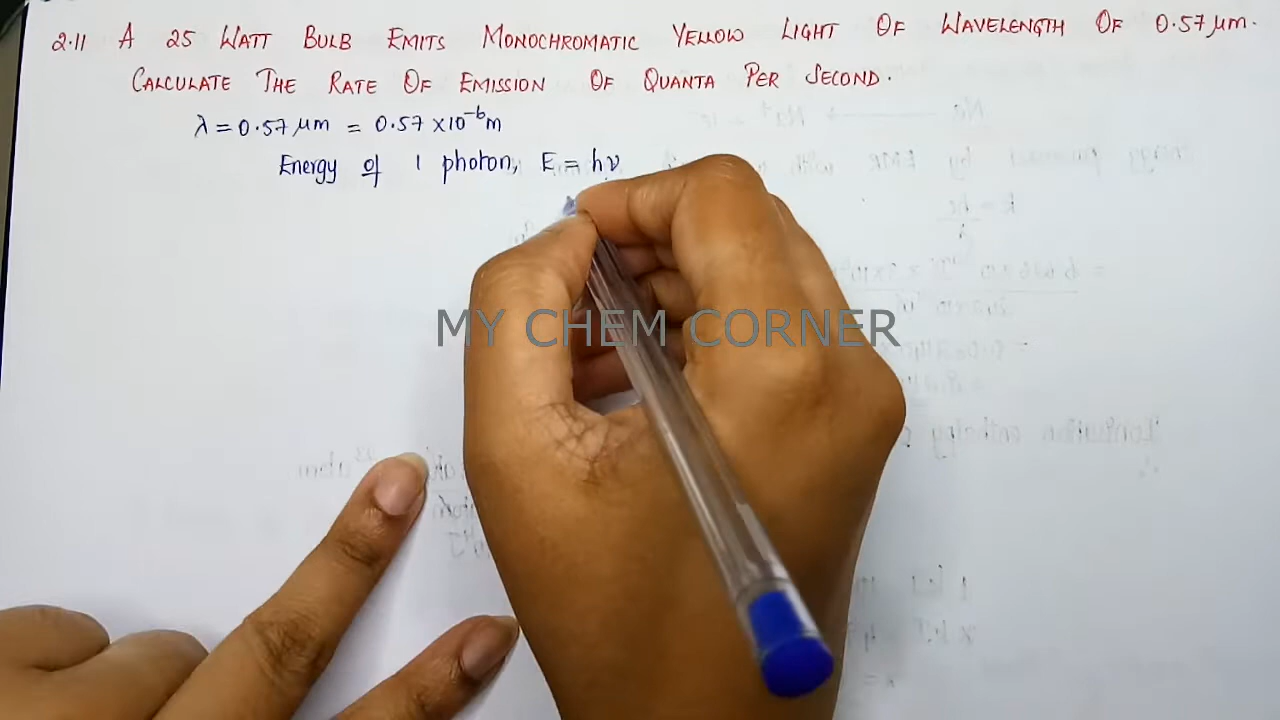 2.11 A 25 WATT BULB EMITS MONOCHROMATIC YELLOW LIGHT OF WAVELENGTH OF 0.57 μm.
CALCULATE THE RATE OF EMISSION OF QUANTA PER SECOND.
λ = 0.57 μm = 0.57 ×10⁻⁶m
Energy of 1 photon, E = hν
MY CHEM CORNER